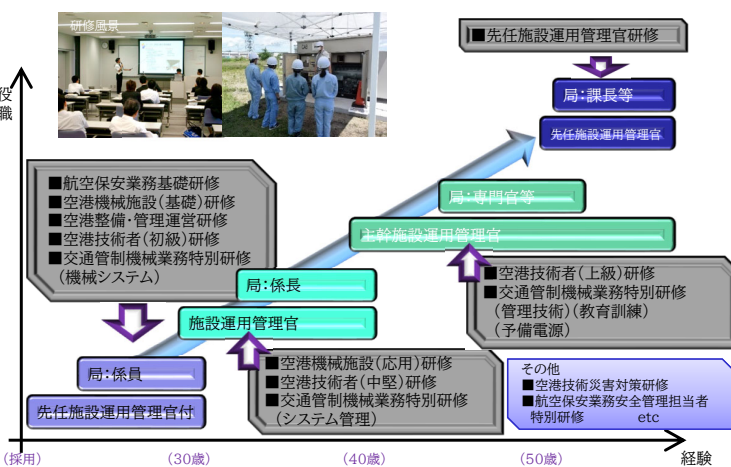 研修風景
■先任施設運用管理官研修
役
職
局：課長等
先任施設運用管理官
■航空保安業務基礎研修
■空港機械施設(基礎)研修
■空港整備・管理運営研修
■空港技術者(初級)研修
■交通管制機械業務特別研修
(機械システム)
局：専門官等
主幹施設運用管理官
局：係長
施設運用管理官
■空港技術者(上級)研修
■交通管制機械業務特別研修
(管理技術)(教育訓練)
(予備電源)
局：係員
先任施設運用管理官付
■空港機械施設(応用)研修
■空港技術者(中堅)研修
■交通管制機械業務特別研修
(システム管理)
その他
■空港技術災害対策研修
■航空保安業務安全管理担当者
特別研修 etc
(採用) (30歳) (40歳) (50歳) 経験